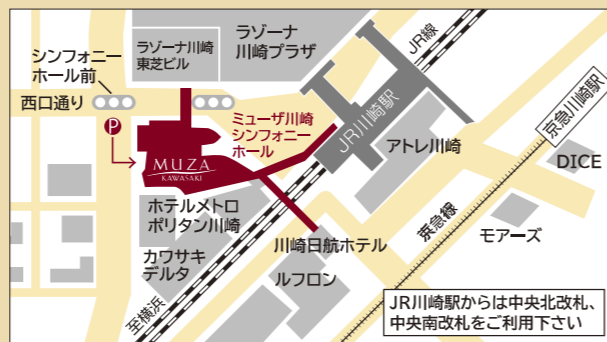 シンフォニー
ホール前
ラゾーナ川崎
東芝ビル
ラゾーナ
川崎プラザ
JR線
西口通り
P
ミューザ川崎
シンフォニー
ホール
JR川崎駅
アトレ川崎
京急川崎駅
DICE
MUZA
KAWASAKI
ホテルメトロ
ポリタン川崎
カワサキ
デルタ
川崎日航ホテル
ルフロン
京急線
モアーズ
至横浜
JR川崎駅からは中央北改札、
中央南改札をご利用下さい